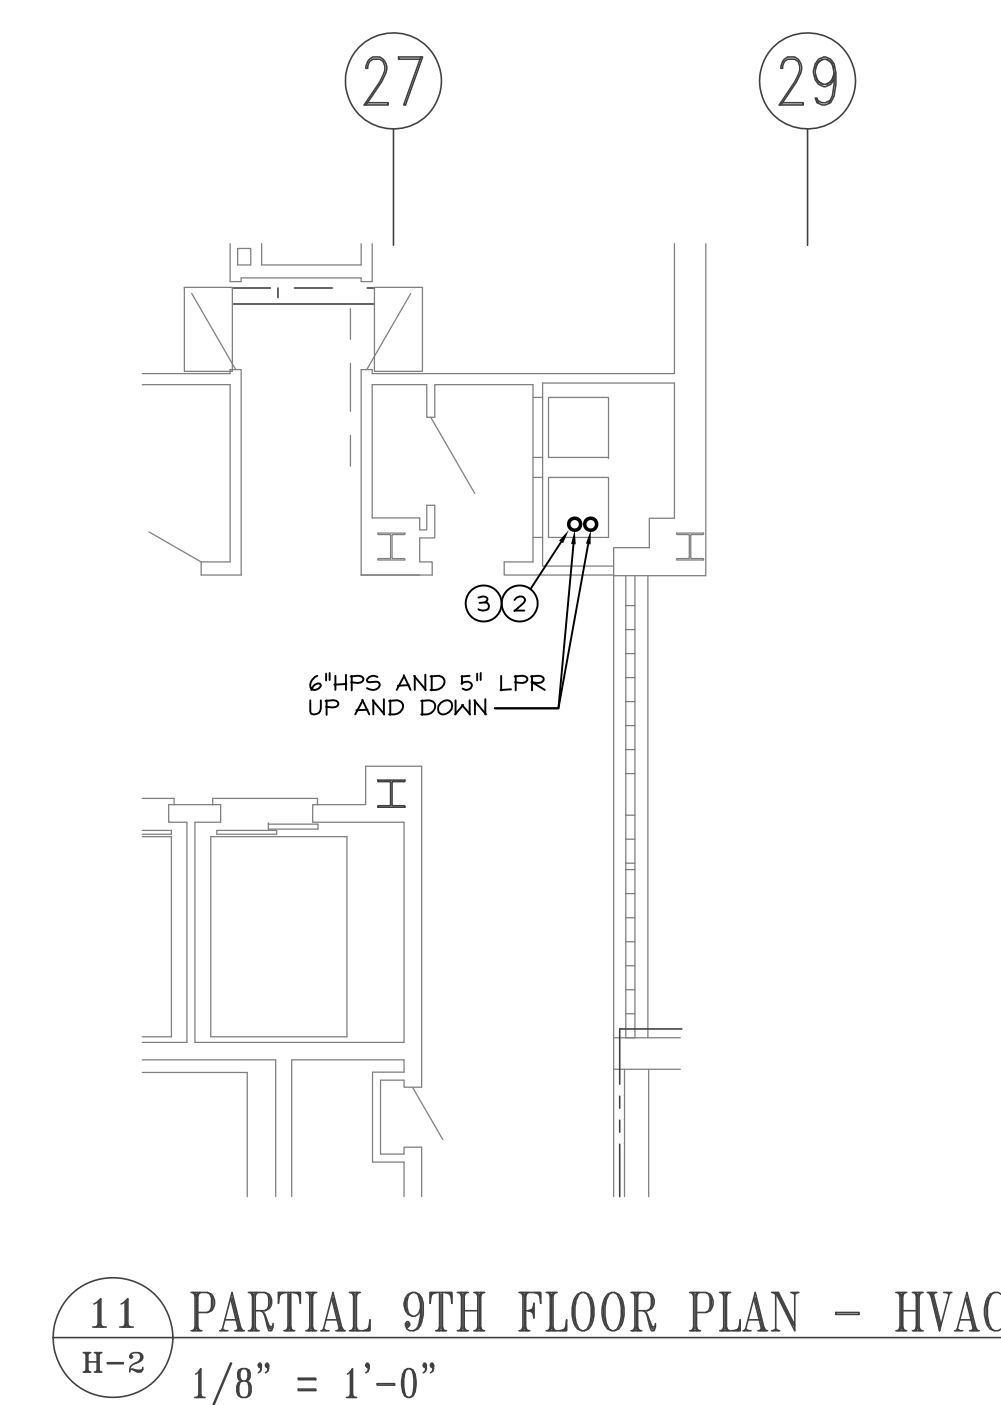 27
29
3 2
6"HPS AND 5" LPR
UP AND DOWN
11
PARTIAL 9TH FLOOR PLAN – HVAC
H-2
1/8" = 1'-0"